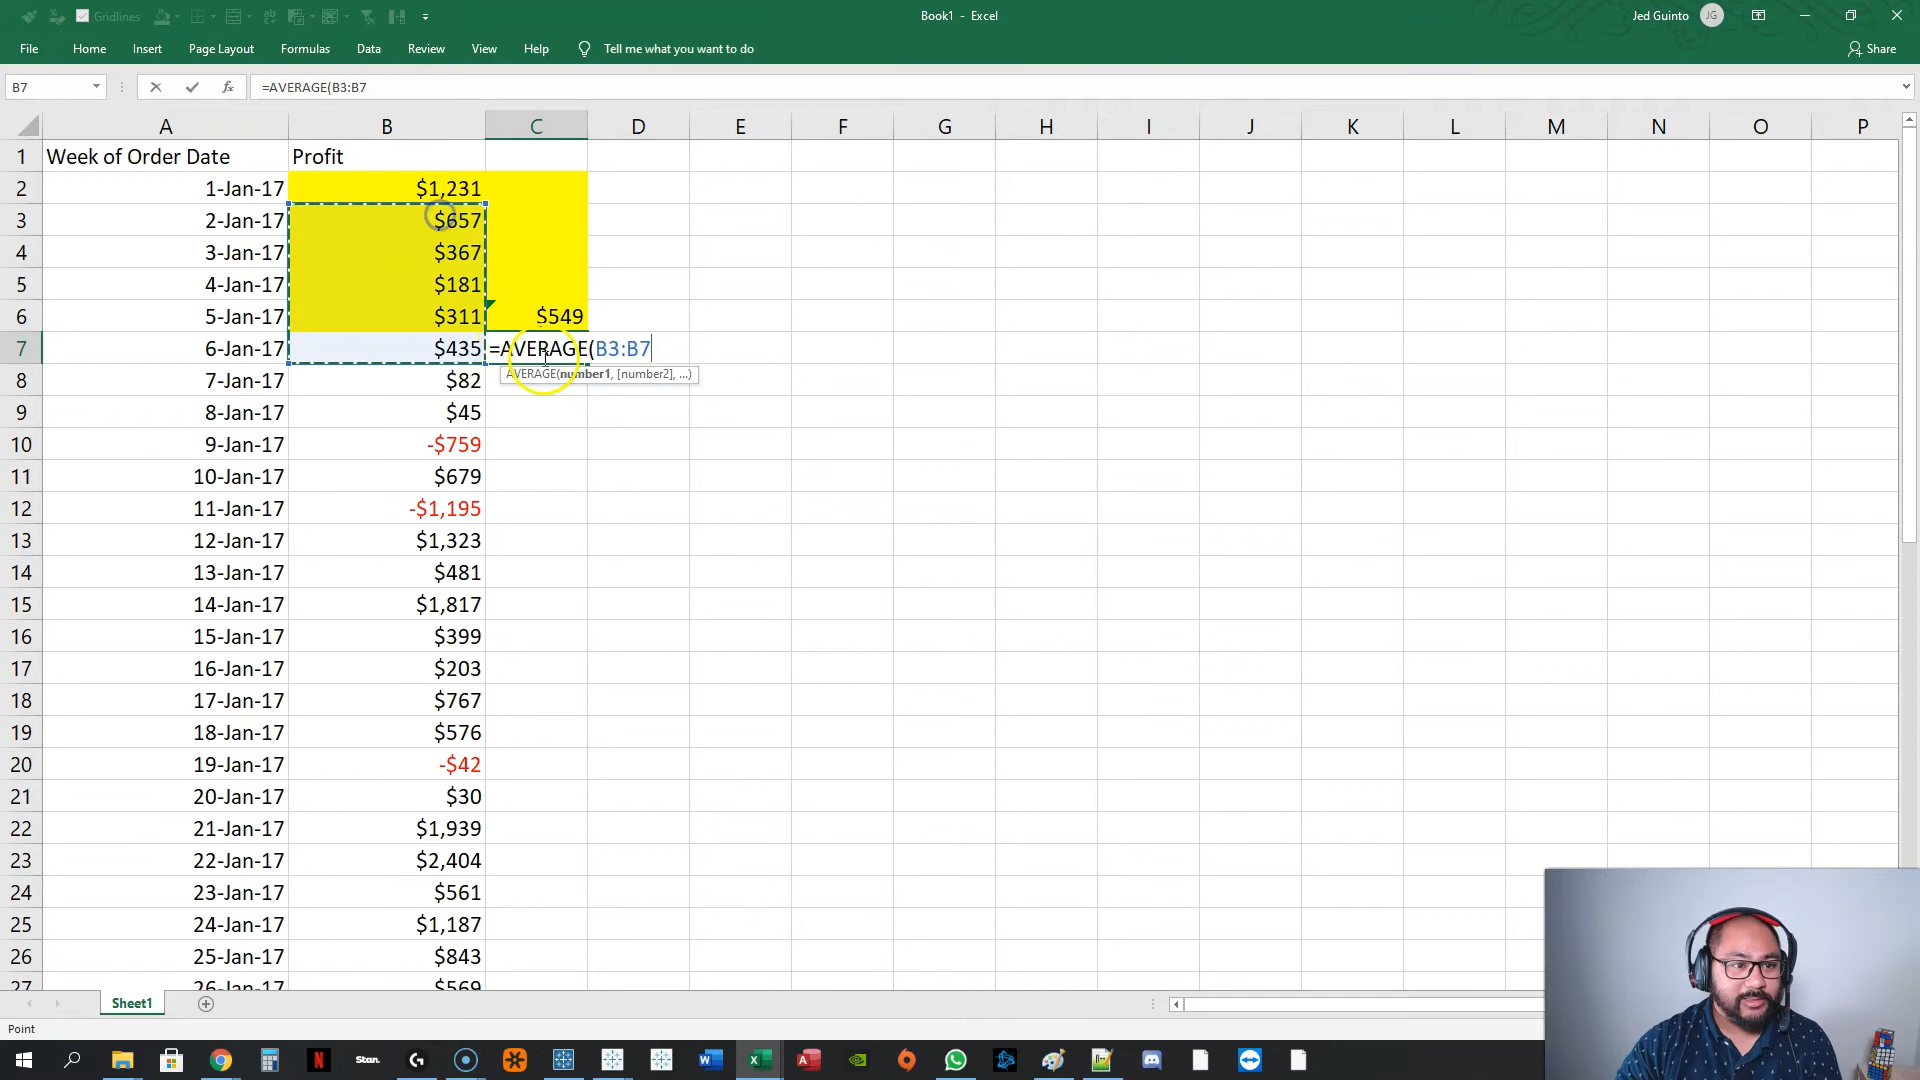 Gridlines
Book1 - Excel
Jed Guinto
JG
File Home Insert Page Layout Formulas Data Review View Help Tell me what you want to do
Share
B7 fx =AVERAGE(B3:B7
A B C D E F G H I J K L M N O P
1 Week of Order Date Profit
2 1-Jan-17 $1,231
3 2-Jan-17 $657
4 3-Jan-17 $367
5 4-Jan-17 $181
6 5-Jan-17 $311 $549
7 6-Jan-17 $435 =AVERAGE(B3:B7
AVERAGE(number1, [number2], ...)
8 7-Jan-17 $82
9 8-Jan-17 $45
10 9-Jan-17 -$759
11 10-Jan-17 $679
12 11-Jan-17 -$1,195
13 12-Jan-17 $1,323
14 13-Jan-17 $481
15 14-Jan-17 $1,817
16 15-Jan-17 $399
17 16-Jan-17 $203
18 17-Jan-17 $767
19 18-Jan-17 $576
20 19-Jan-17 -$42
21 20-Jan-17 $30
22 21-Jan-17 $1,939
23 22-Jan-17 $2,404
24 23-Jan-17 $561
25 24-Jan-17 $1,187
26 25-Jan-17 $843
27 26-Jan-17 $569
Sheet1
Point
Stan.